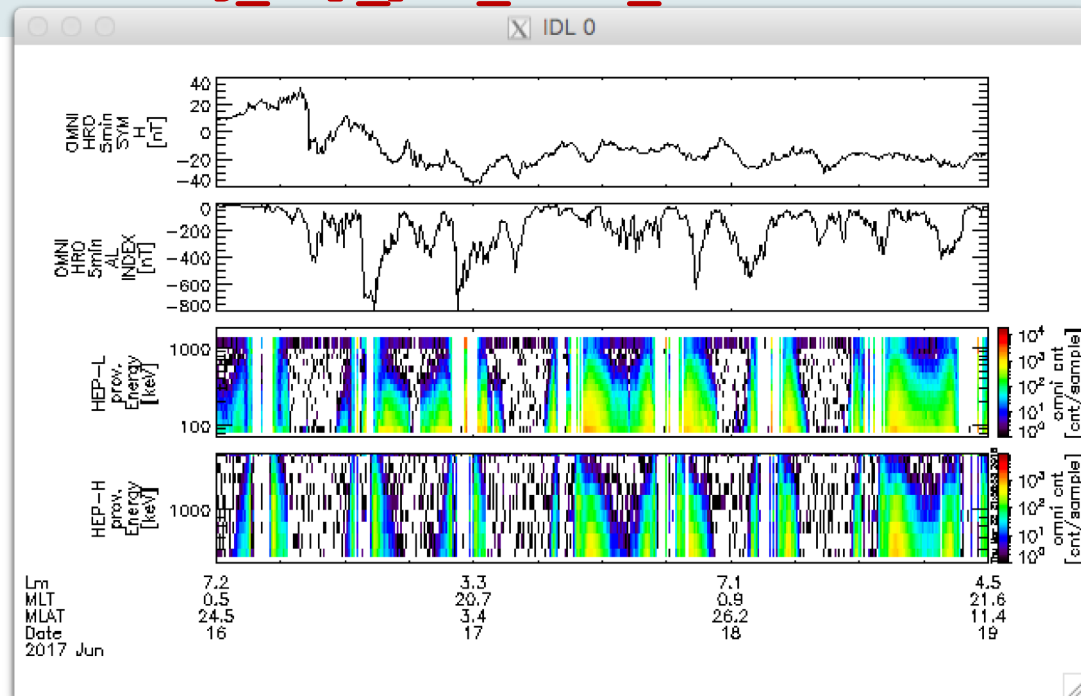 IDL 0
OMNI
HRO
5min
SYM
H
[nT]
40
20
0
-20
-40
OMNI
HRO
5min
AL
INDEX
[nT]
0
-200
-400
-600
-800
HEP-L
prov.
Energy
[keV]
1000
100
10⁴
10³
10²
10¹
10⁰
omni cnt
[cnt/sample]
HEP-H
prov.
Energy
[keV]
1000
10³
10²
10¹
10⁰
omni cnt
[cnt/sample]
Lm 7.2 3.3 7.1 4.5
MLT 0.5 20.7 0.9 21.6
MLAT 24.5 3.4 26.2 11.4
Date 16 17 18 19
2017 Jun